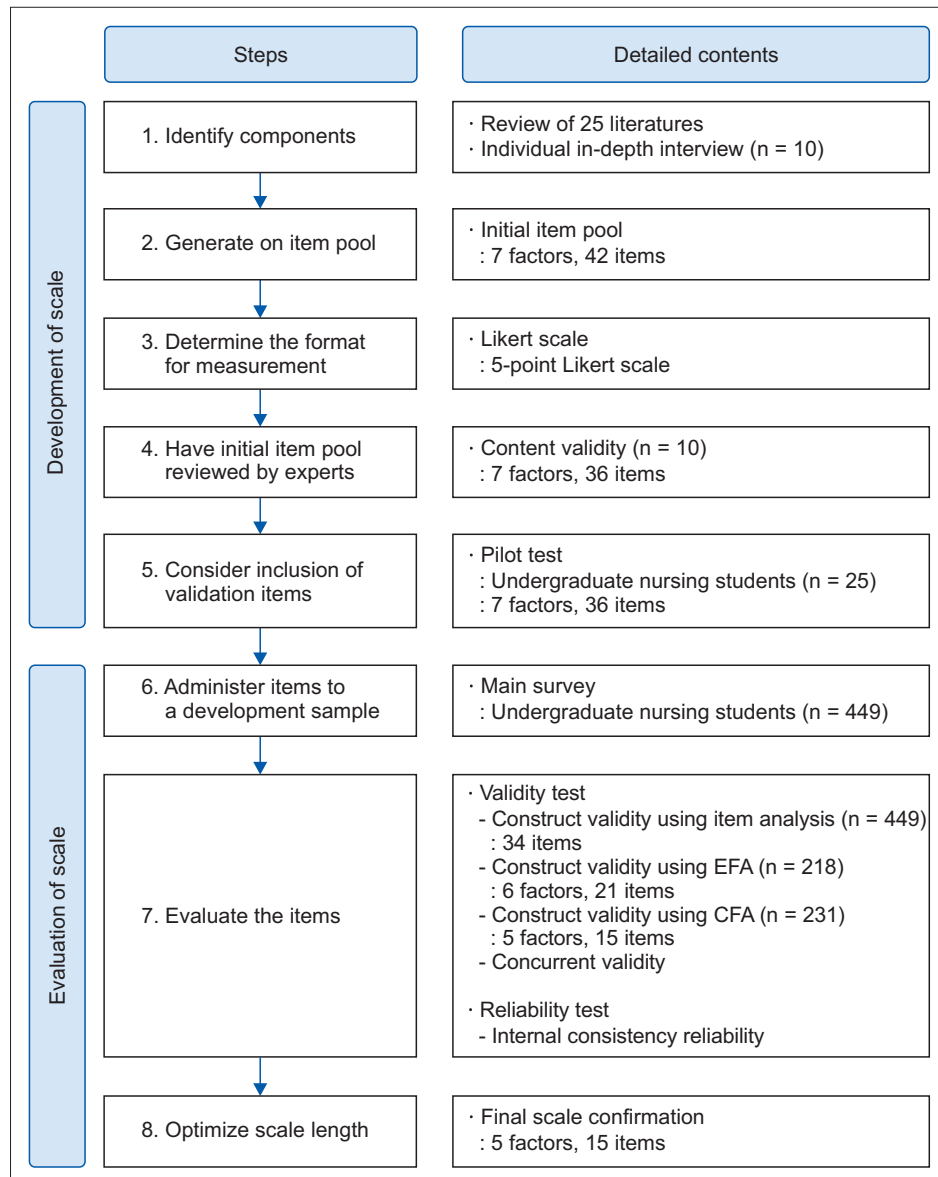 Steps
Detailed contents
Development of scale
1. Identify components
· Review of 25 literatures
· Individual in-depth interview (n = 10)
2. Generate on item pool
· Initial item pool
: 7 factors, 42 items
3. Determine the format
for measurement
· Likert scale
: 5-point Likert scale
4. Have initial item pool
reviewed by experts
· Content validity (n = 10)
: 7 factors, 36 items
5. Consider inclusion of
validation items
· Pilot test
: Undergraduate nursing students (n = 25)
: 7 factors, 36 items
Evaluation of scale
6. Administer items to
a development sample
· Main survey
: Undergraduate nursing students (n = 449)
7. Evaluate the items
· Validity test
- Construct validity using item analysis (n = 449)
: 34 items
- Construct validity using EFA (n = 218)
: 6 factors, 21 items
- Construct validity using CFA (n = 231)
: 5 factors, 15 items
- Concurrent validity
· Reliability test
- Internal consistency reliability
8. Optimize scale length
· Final scale confirmation
: 5 factors, 15 items